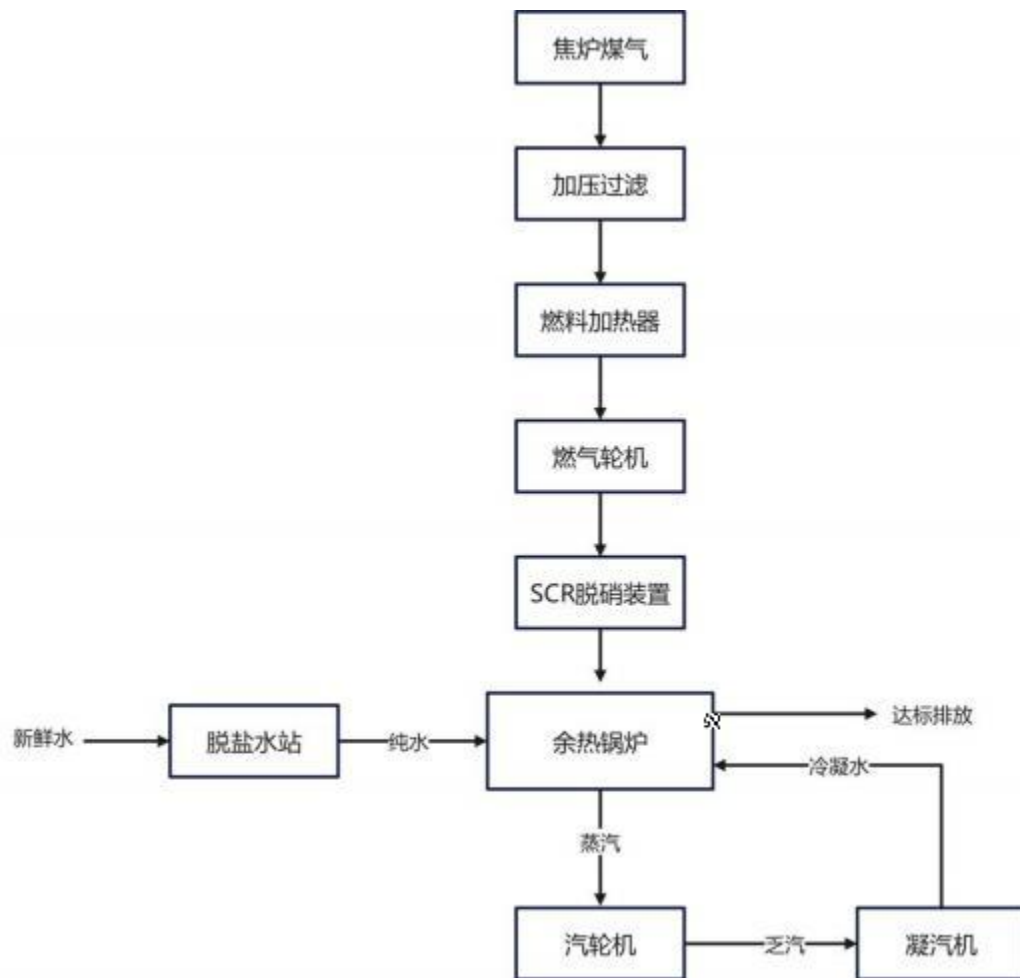 焦炉煤气
加压过滤
燃料加热器
燃气轮机
SCR脱硝装置
新鲜水
脱盐水站
纯水
余热锅炉
达标排放
冷凝水
蒸汽
汽轮机
乏汽
凝汽机